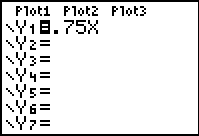 Plot1 Plot2 Plot3
\Y1=.75X
\Y2=
\Y3=
\Y4=
\Y5=
\Y6=
\Y7=